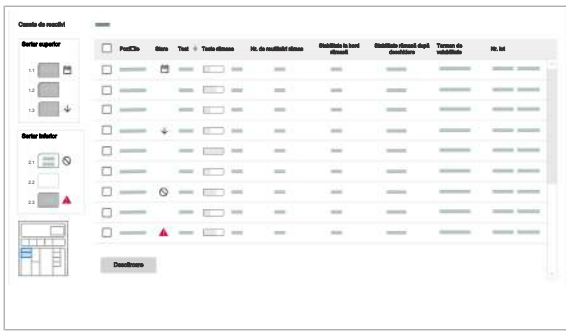 Casete de reactivi
Sertar superior
1.1
1.2
1.3
Sertar inferior
2.1
2.2
2.3
Poziție Stare Test Teste rămase Nr. de reutilizări rămase Stabilitate la bord rămasă Stabilitate rămasă după deschidere Termen de valabilitate Nr. lot
Descărcare